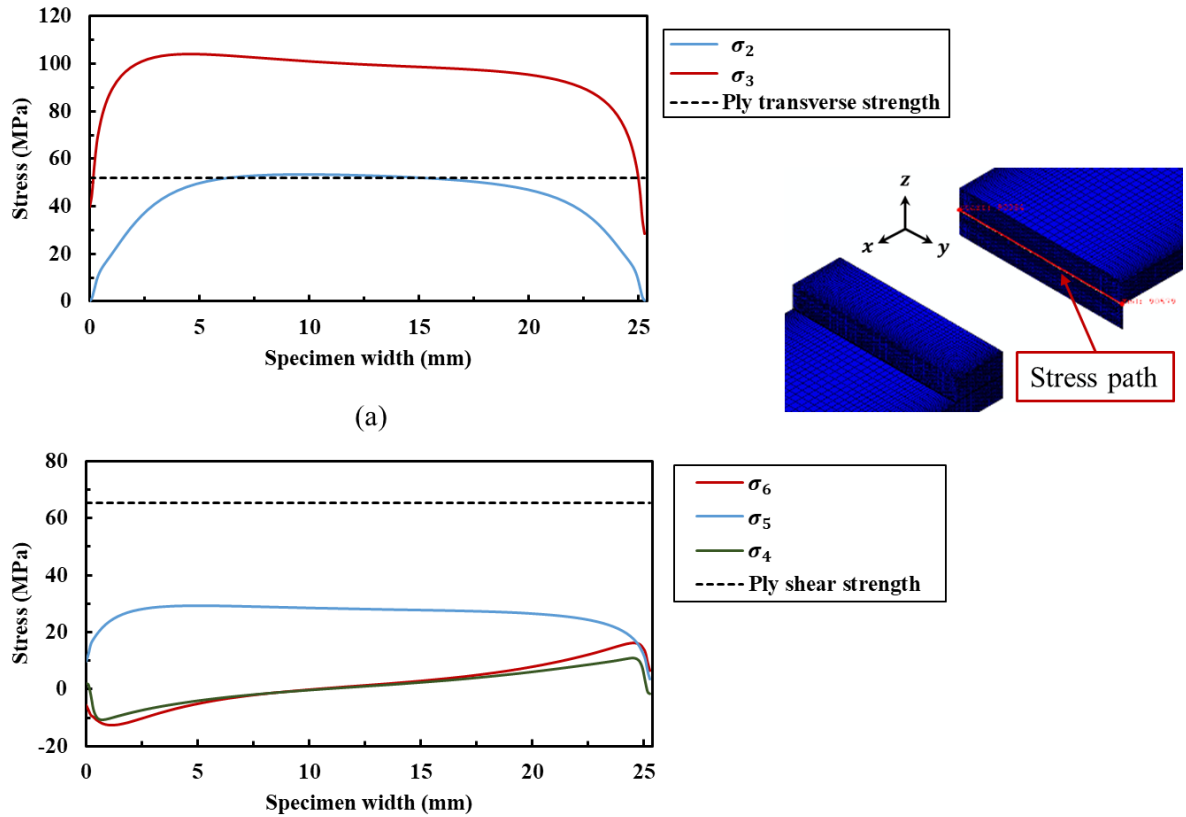 120
100
80
60
40
20
0
0
5
10
15
20
25
Stress (MPa)
Specimen width (mm)
(a)
σ₂
σ₃
Ply transverse strength
z
x
y
Stress path
80
60
40
20
0
-20
0
5
10
15
20
25
Stress (MPa)
Specimen width (mm)
σ₆
σ₅
σ₄
Ply shear strength